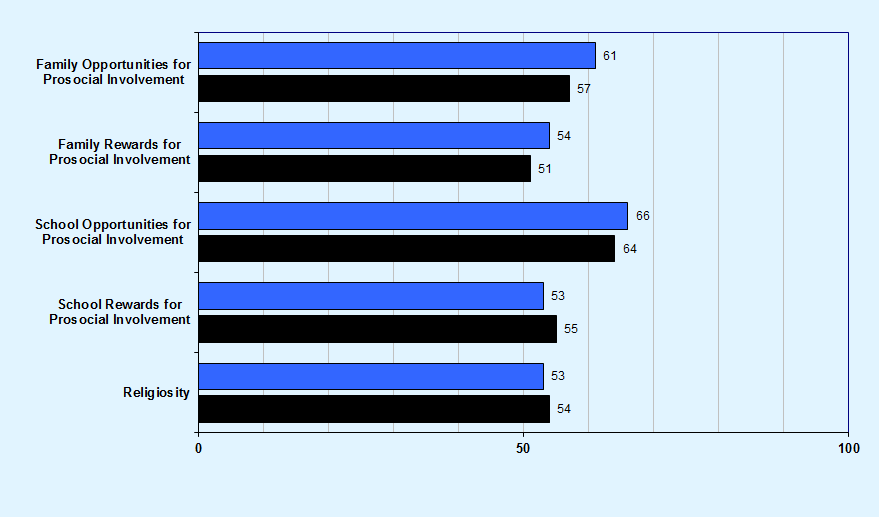 Family Opportunities for
Prosocial Involvement
61
57
Family Rewards for
Prosocial Involvement
54
51
School Opportunities for
Prosocial Involvement
66
64
School Rewards for
Prosocial Involvement
53
55
Religiosity
53
54
0
50
100